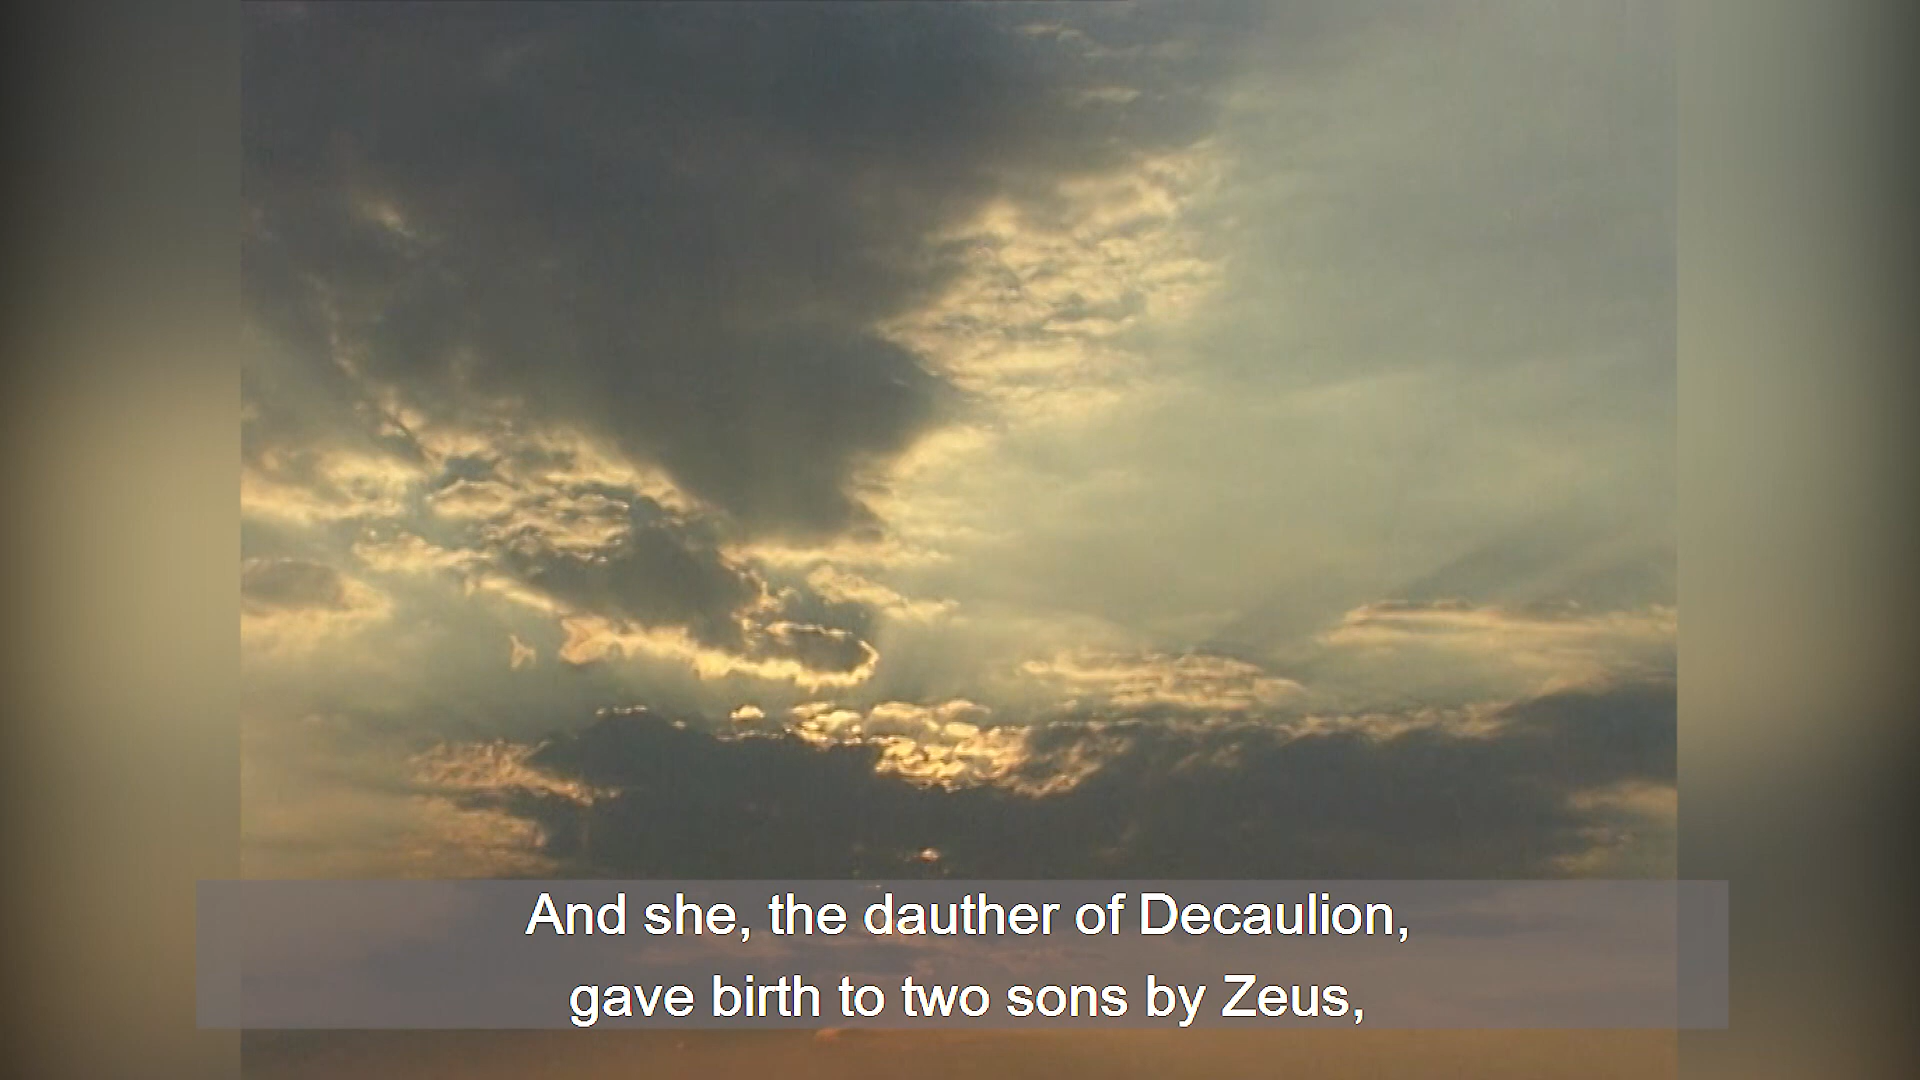 And she, the dauther of Decaulion,
gave birth to two sons by Zeus,